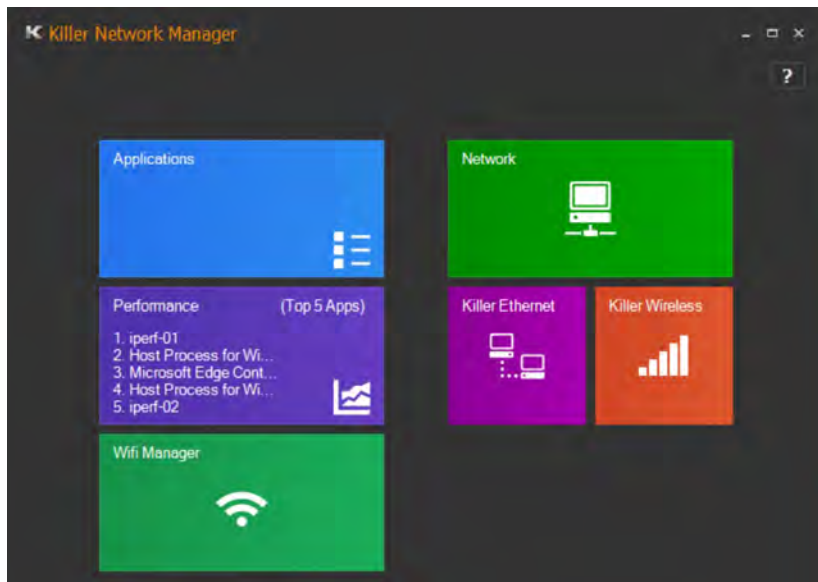 Killer Network Manager
?
Applications
Network
Performance (Top 5 Apps)
1. iperf-01
2. Host Process for Wi...
3. Microsoft Edge Cont...
4. Host Process for Wi...
5. iperf-02
Killer Ethernet
Killer Wireless
Wifi Manager